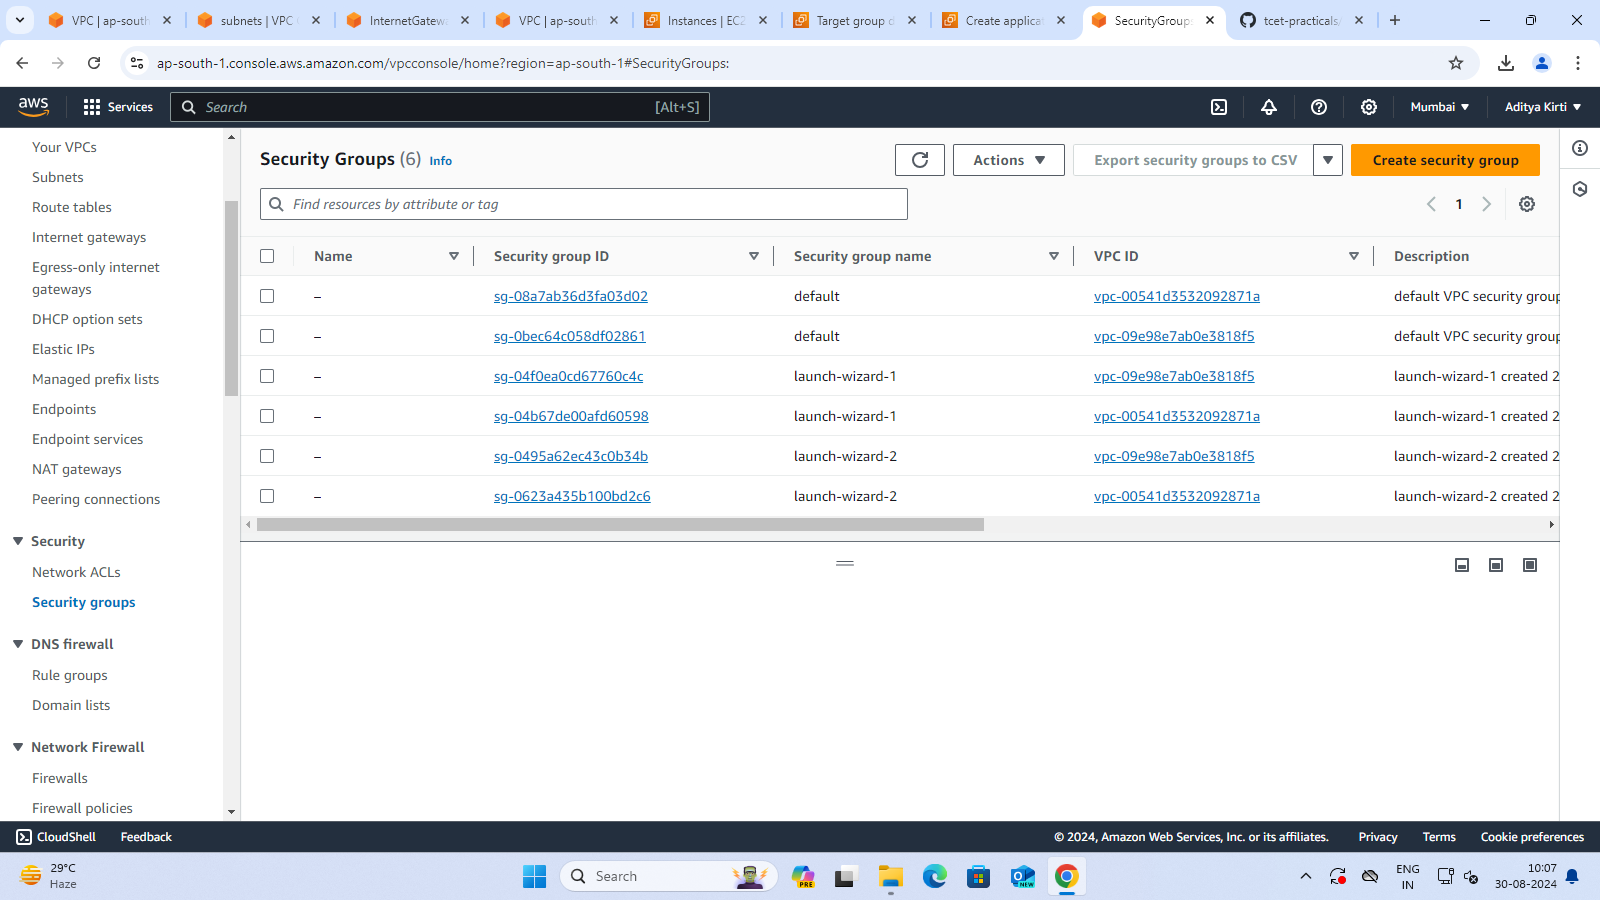 VPC | ap-south
subnets | VPC
InternetGatewa
VPC | ap-south
Instances | EC2
Target group d
Create applicat
SecurityGroups
tcet-practicals/
ap-south-1.console.aws.amazon.com/vpcconsole/home?region=ap-south-1#SecurityGroups:
aws
Services
Search
[Alt+S]
Mumbai
Aditya Kirti
Your VPCs
Subnets
Route tables
Internet gateways
Egress-only internet
gateways
DHCP option sets
Elastic IPs
Managed prefix lists
Endpoints
Endpoint services
NAT gateways
Peering connections
Security
Network ACLs
Security groups
DNS firewall
Rule groups
Domain lists
Network Firewall
Firewalls
Firewall policies
Security Groups (6) Info
Actions
Export security groups to CSV
Create security group
Find resources by attribute or tag
1
Name Security group ID Security group name VPC ID Description
– sg-08a7ab36d3fa03d02 default vpc-00541d3532092871a default VPC security group
– sg-0bec64c058df02861 default vpc-09e98e7ab0e3818f5 default VPC security group
– sg-04f0ea0cd67760c4c launch-wizard-1 vpc-09e98e7ab0e3818f5 launch-wizard-1 created 2
– sg-04b67de00afd60598 launch-wizard-1 vpc-00541d3532092871a launch-wizard-1 created 2
– sg-0495a62ec43c0b34b launch-wizard-2 vpc-09e98e7ab0e3818f5 launch-wizard-2 created 2
– sg-0623a435b100bd2c6 launch-wizard-2 vpc-00541d3532092871a launch-wizard-2 created 2
CloudShell
Feedback
© 2024, Amazon Web Services, Inc. or its affiliates.
Privacy
Terms
Cookie preferences
29°C
Haze
Search
PRE
NEW
ENG
IN
10:07
30-08-2024